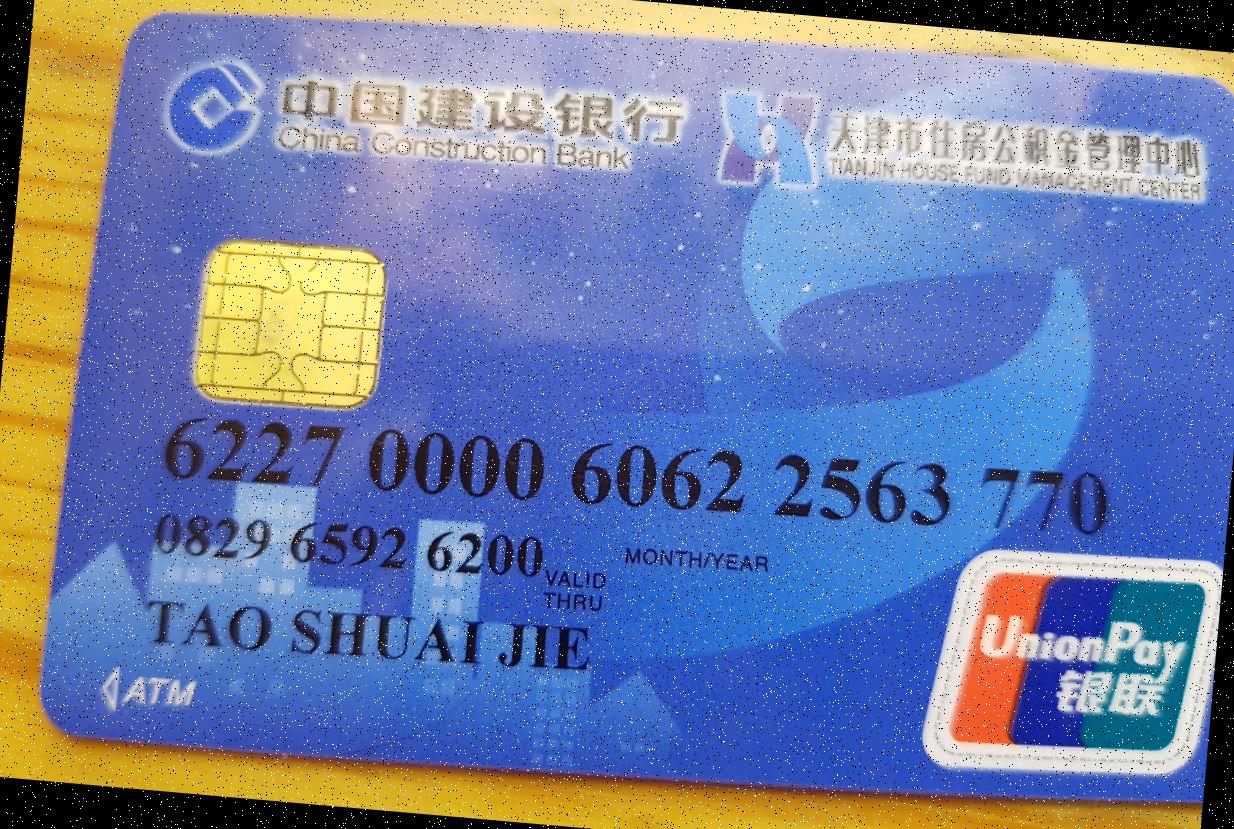 中国建设银行
China Construction Bank
天津市住房公积金管理中心
TIANJIN HOUSE FUND MANAGEMENT CENTER
6227 0000 6062 2563 770
0829 6592 6200
MONTH/YEAR
VALID
THRU
TAO SHUAI JIE
ATM
UnionPay
银联